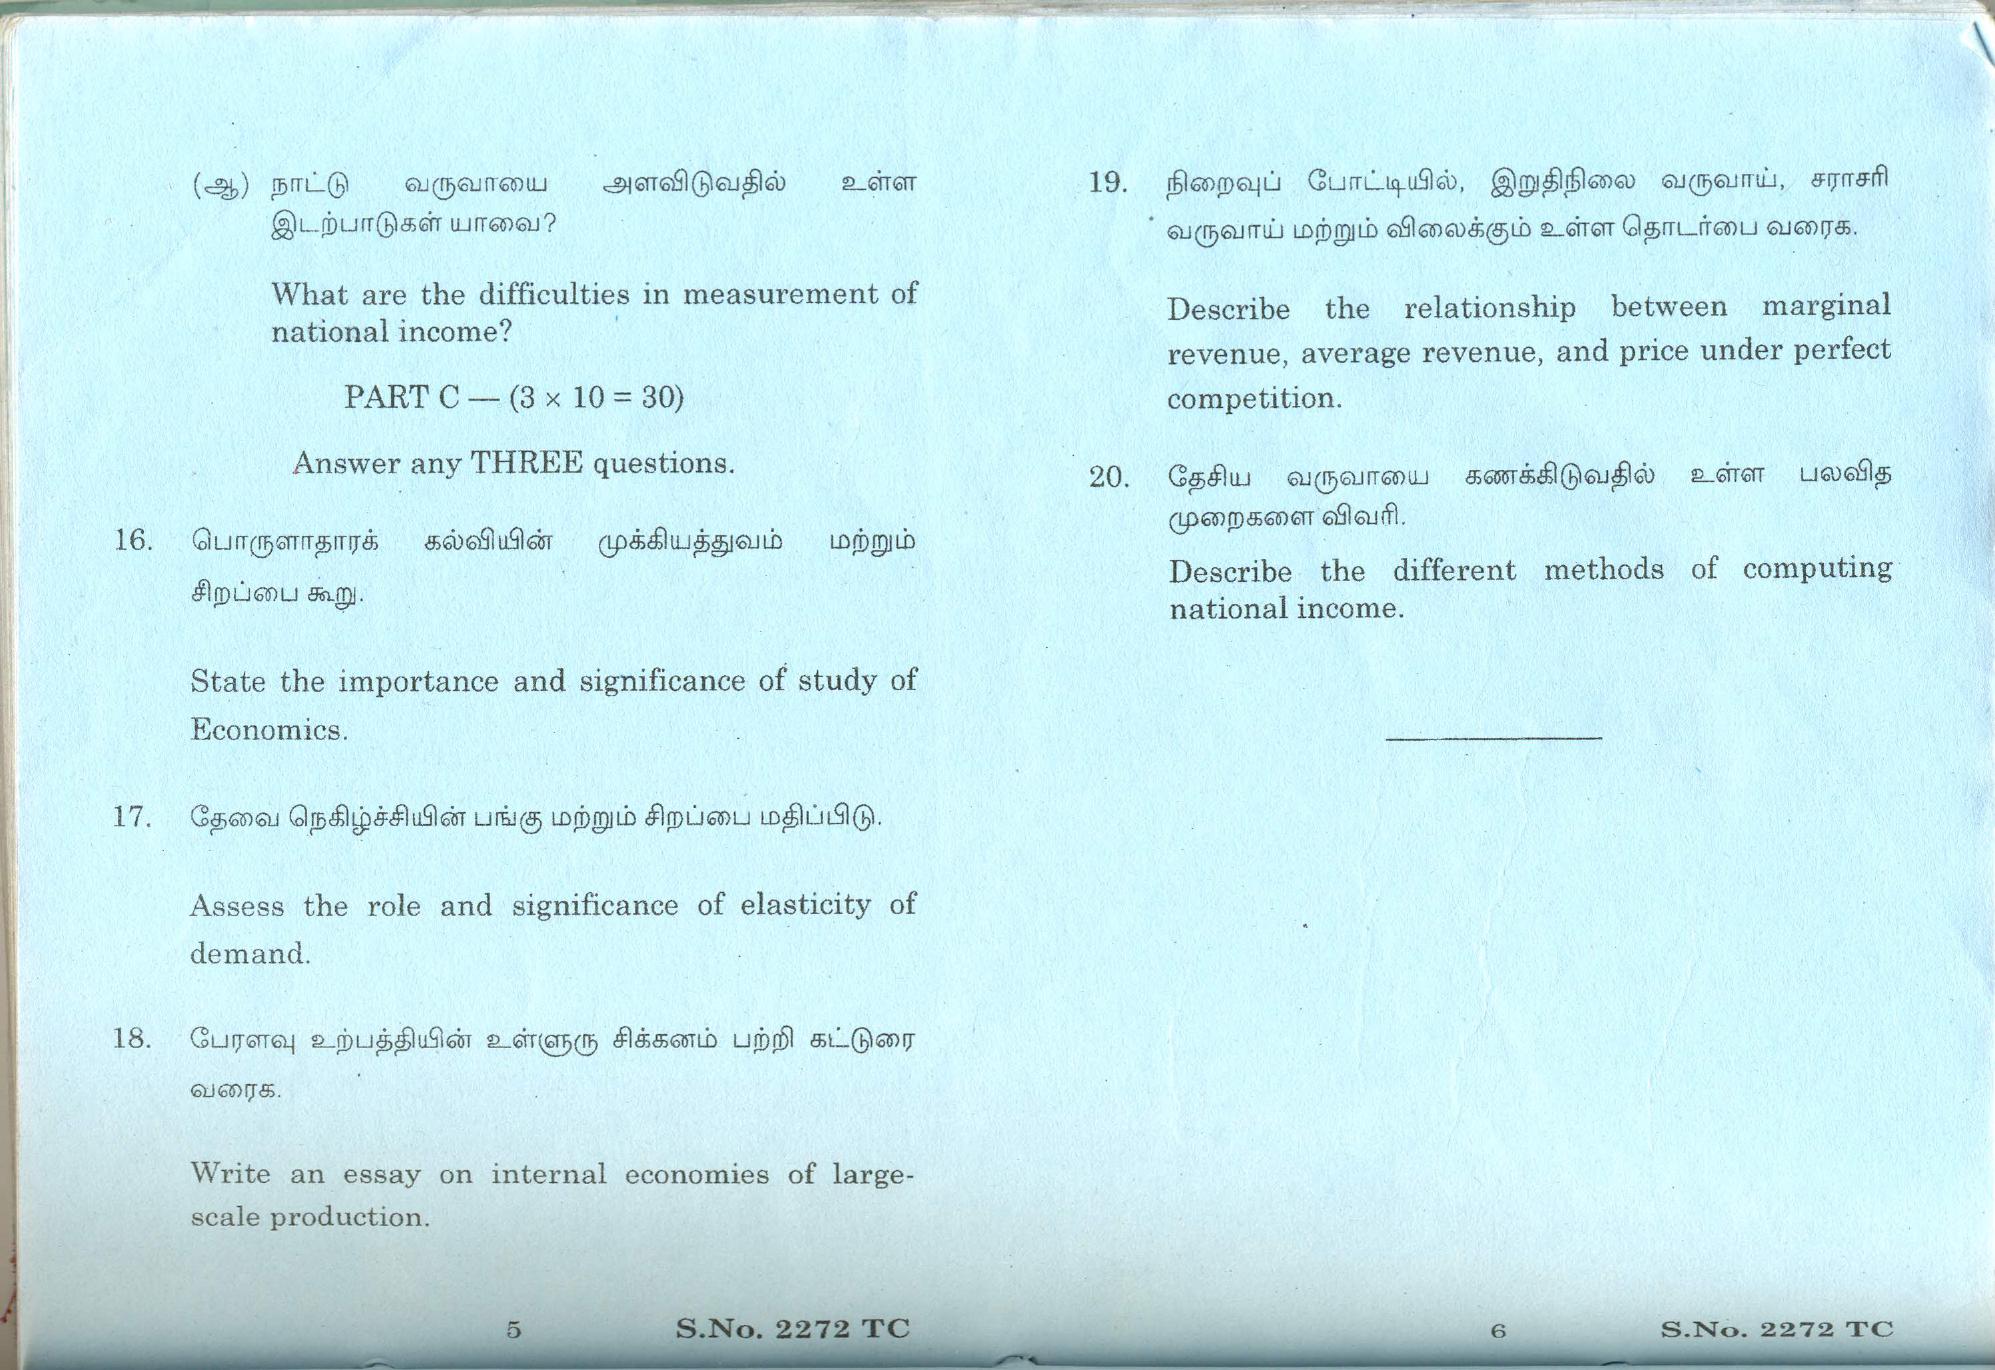 (ஆ) நாட்டு வருவாயை அளவிடுவதில் உள்ள
இடற்பாடுகள் யாவை?
What are the difficulties in measurement of
national income?
PART C — (3 × 10 = 30)
Answer any THREE questions.
16. பொருளாதாரக் கல்வியின் முக்கியத்துவம் மற்றும்
சிறப்பை கூறு.
State the importance and significance of study of
Economics.
17. தேவை நெகிழ்ச்சியின் பங்கு மற்றும் சிறப்பை மதிப்பிடு.
Assess the role and significance of elasticity of
demand.
18. பேரளவு உற்பத்தியின் உள்ளுரு சிக்கனம் பற்றி கட்டுரை
வரைக.
Write an essay on internal economies of large-
scale production.
5 S.No. 2272 TC
19. நிறைவுப் போட்டியில், இறுதிநிலை வருவாய், சராசரி
வருவாய் மற்றும் விலைக்கும் உள்ள தொடர்பை வரைக.
Describe the relationship between marginal
revenue, average revenue, and price under perfect
competition.
20. தேசிய வருவாயை கணக்கிடுவதில் உள்ள பலவித
முறைகளை விவரி.
Describe the different methods of computing
national income.
6 S.No. 2272 TC